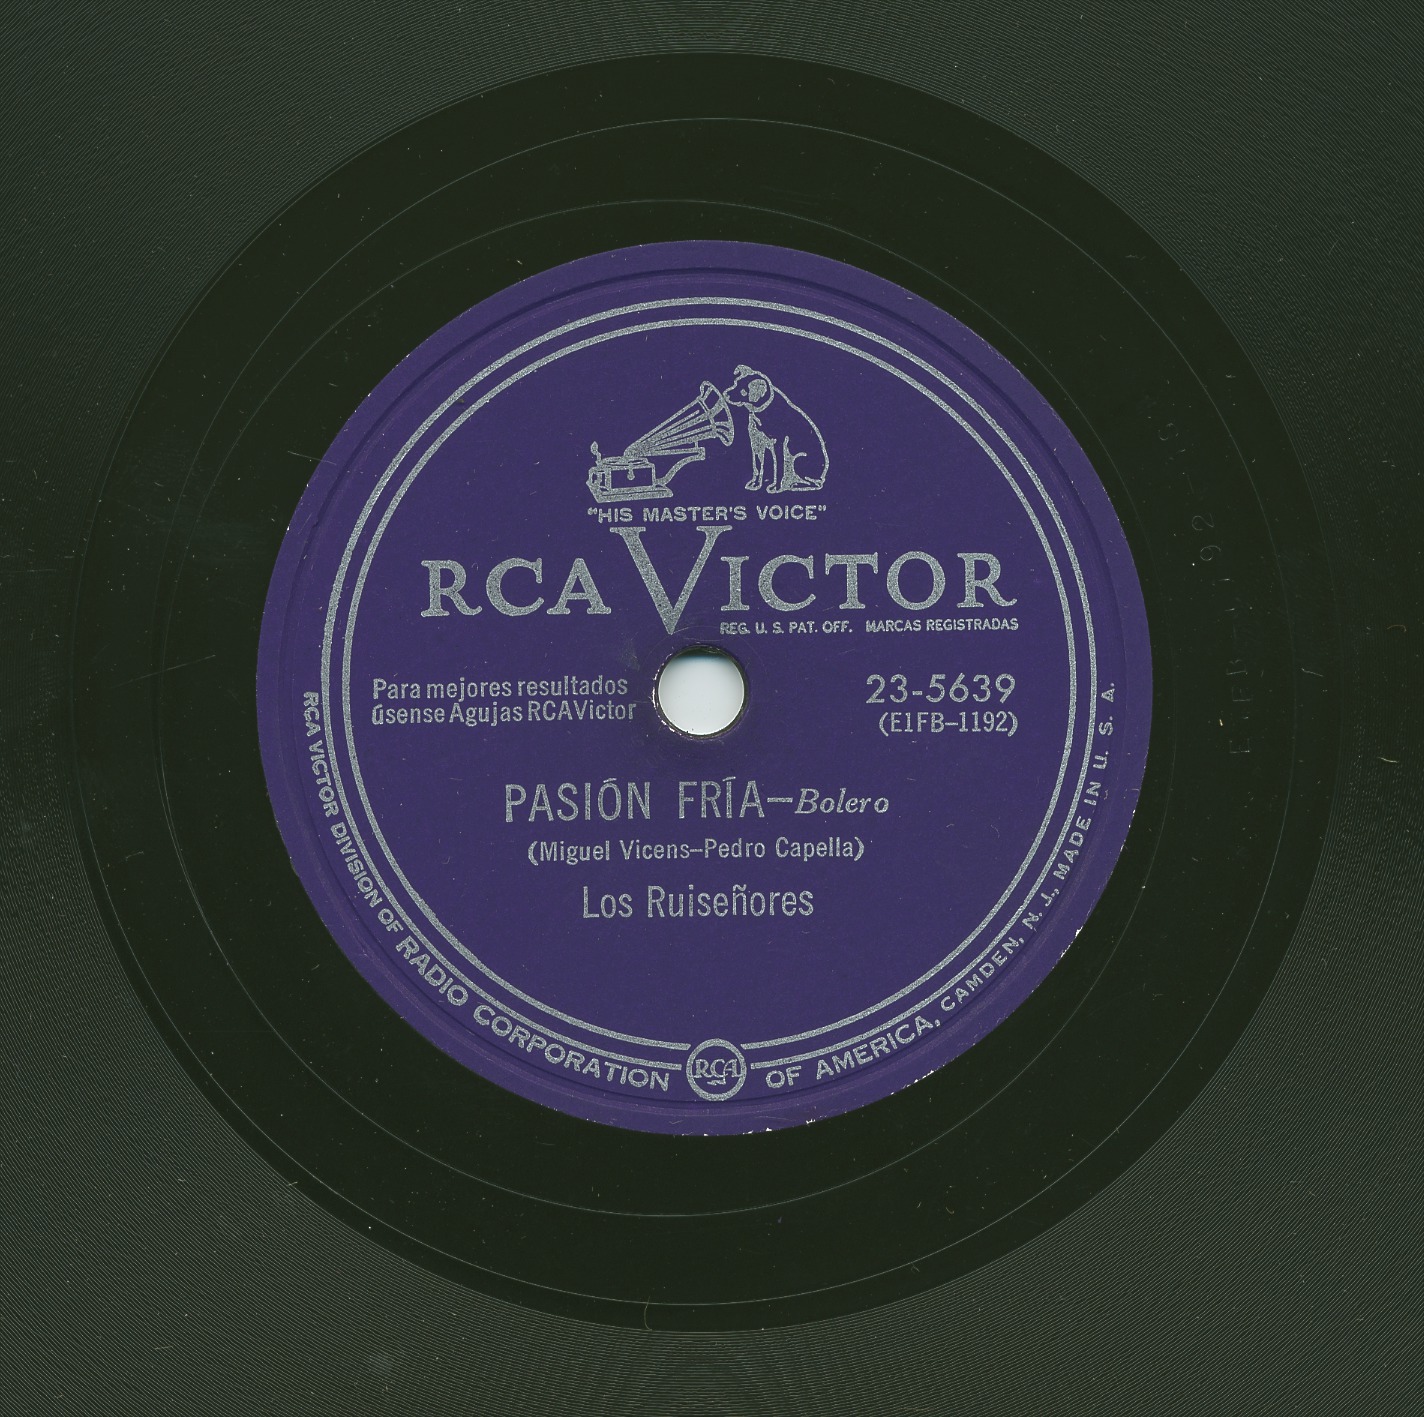 "HIS MASTER'S VOICE"
RCA VICTOR
REG. U. S. PAT. OFF. MARCAS REGISTRADAS
Para mejores resultados
úsense Agujas RCAVictor
23-5639
(E1FB-1192)
PASIÓN FRÍA—Bolero
(Miguel Vicens-Pedro Capella)
Los Ruiseñores
RCA VICTOR DIVISION OF RADIO CORPORATION
RCA
OF AMERICA, CAMDEN, N. J., MADE IN U. S. A.